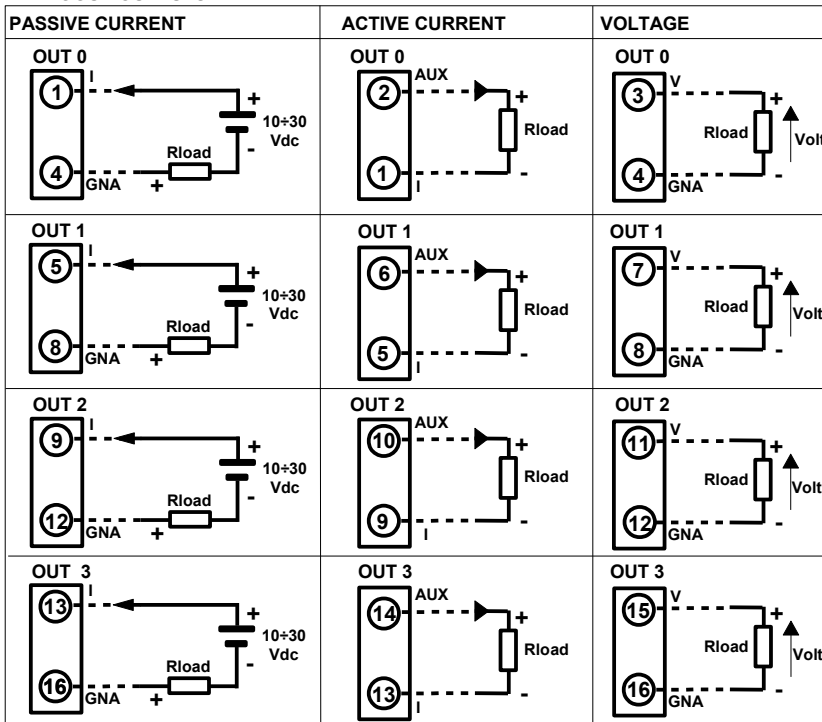 PASSIVE CURRENT
ACTIVE CURRENT
VOLTAGE
OUT 0
I
1
+
10÷30
Vdc
-
Rload
4
GNA
+
OUT 0
AUX
2
+
Rload
1
I
-
OUT 0
V
3
+
Rload
Volt
4
GNA
-
OUT 1
I
5
+
10÷30
Vdc
-
Rload
8
GNA
+
OUT 1
AUX
6
+
Rload
5
I
-
OUT 1
V
7
+
Rload
Volt
8
GNA
-
OUT 2
I
9
+
10÷30
Vdc
-
Rload
12
GNA
+
OUT 2
AUX
10
+
Rload
9
I
-
OUT 2
V
11
+
Rload
Volt
12
GNA
-
OUT 3
I
13
+
10÷30
Vdc
-
Rload
16
GNA
+
OUT 3
AUX
14
+
Rload
13
I
-
OUT 3
V
15
+
Rload
Volt
16
GNA
-